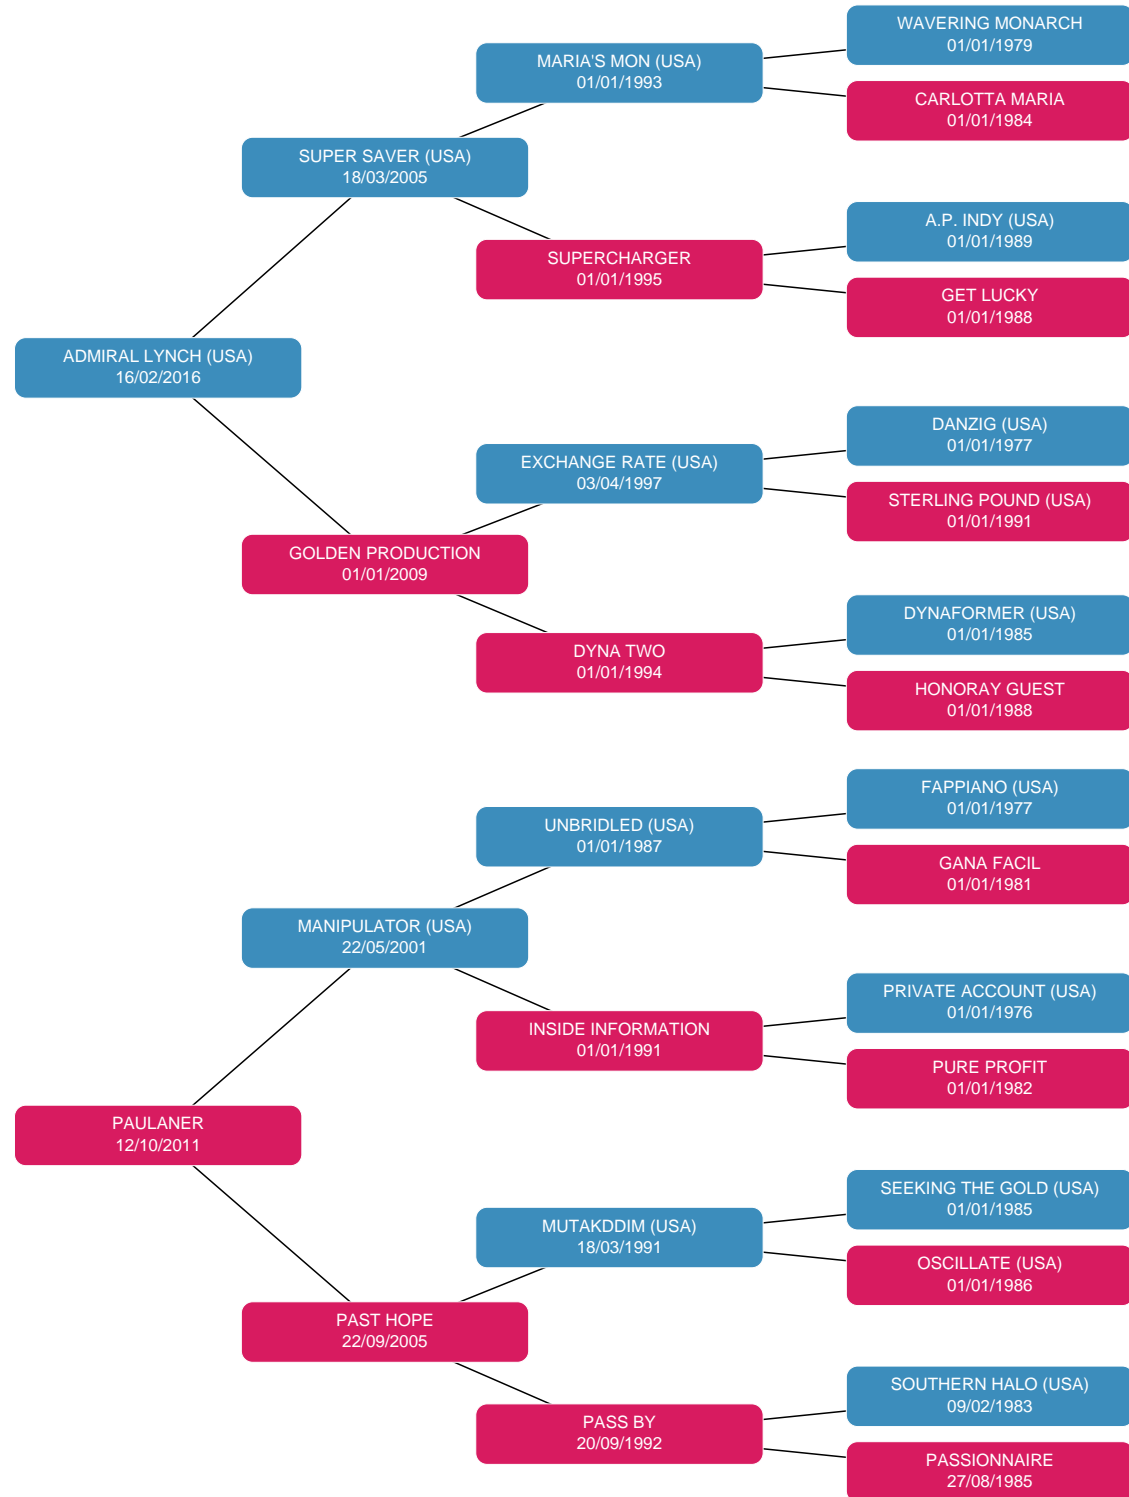 WAVERING MONARCH
01/01/1979
MARIA'S MON (USA)
01/01/1993
CARLOTTA MARIA
01/01/1984
SUPER SAVER (USA)
18/03/2005
A.P. INDY (USA)
01/01/1989
SUPERCHARGER
01/01/1995
GET LUCKY
01/01/1988
ADMIRAL LYNCH (USA)
16/02/2016
DANZIG (USA)
01/01/1977
EXCHANGE RATE (USA)
03/04/1997
STERLING POUND (USA)
01/01/1991
GOLDEN PRODUCTION
01/01/2009
DYNAFORMER (USA)
01/01/1985
DYNA TWO
01/01/1994
HONORAY GUEST
01/01/1988
FAPPIANO (USA)
01/01/1977
UNBRIDLED (USA)
01/01/1987
GANA FACIL
01/01/1981
MANIPULATOR (USA)
22/05/2001
PRIVATE ACCOUNT (USA)
01/01/1976
INSIDE INFORMATION
01/01/1991
PURE PROFIT
01/01/1982
PAULANER
12/10/2011
SEEKING THE GOLD (USA)
01/01/1985
MUTAKDDIM (USA)
18/03/1991
OSCILLATE (USA)
01/01/1986
PAST HOPE
22/09/2005
SOUTHERN HALO (USA)
09/02/1983
PASS BY
20/09/1992
PASSIONNAIRE
27/08/1985